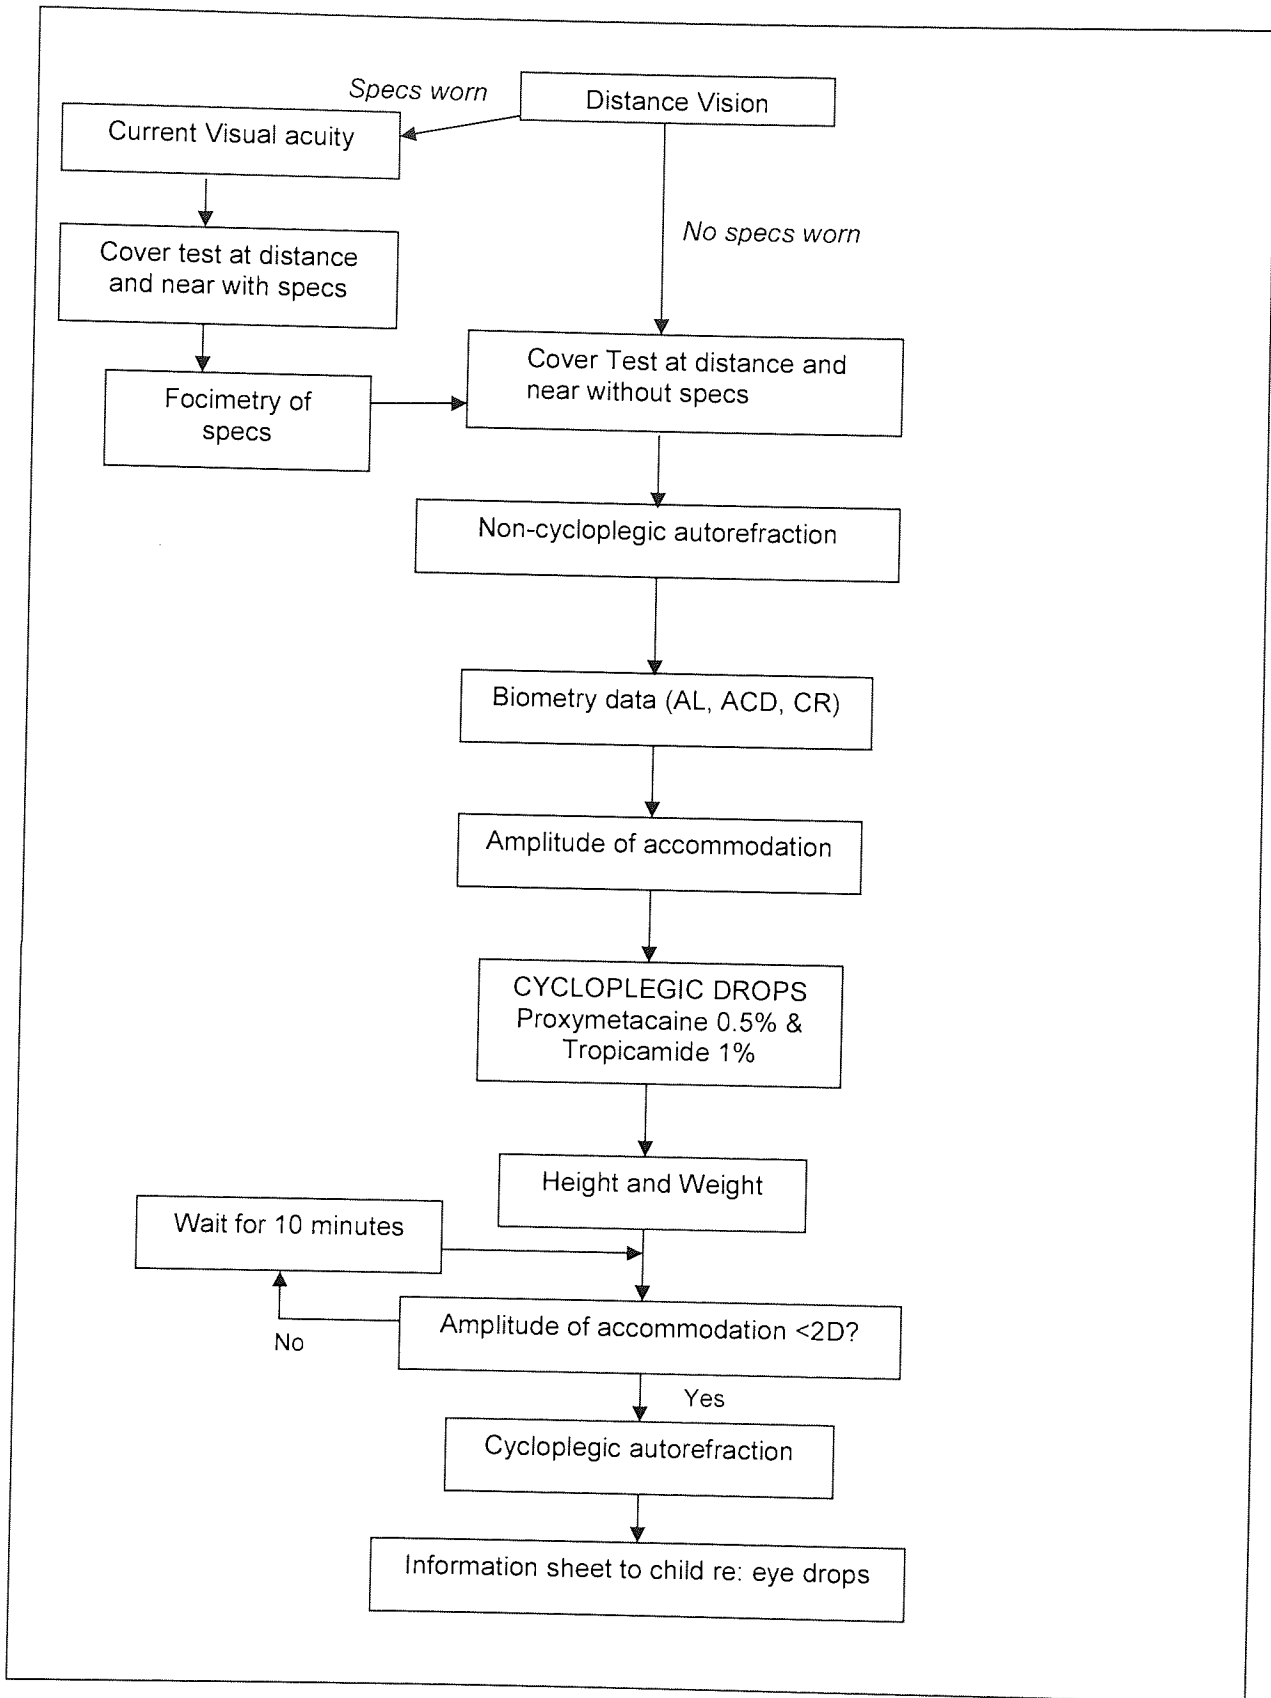 Specs worn
Distance Vision
Current Visual acuity
No specs worn
Cover test at distance
and near with specs
Cover Test at distance and
near without specs
Focimetry of
specs
Non-cycloplegic autorefraction
Biometry data (AL, ACD, CR)
Amplitude of accommodation
CYCLOPLEGIC DROPS
Proxymetacaine 0.5% &
Tropicamide 1%
Height and Weight
Wait for 10 minutes
Amplitude of accommodation <2D?
No
Yes
Cycloplegic autorefraction
Information sheet to child re: eye drops